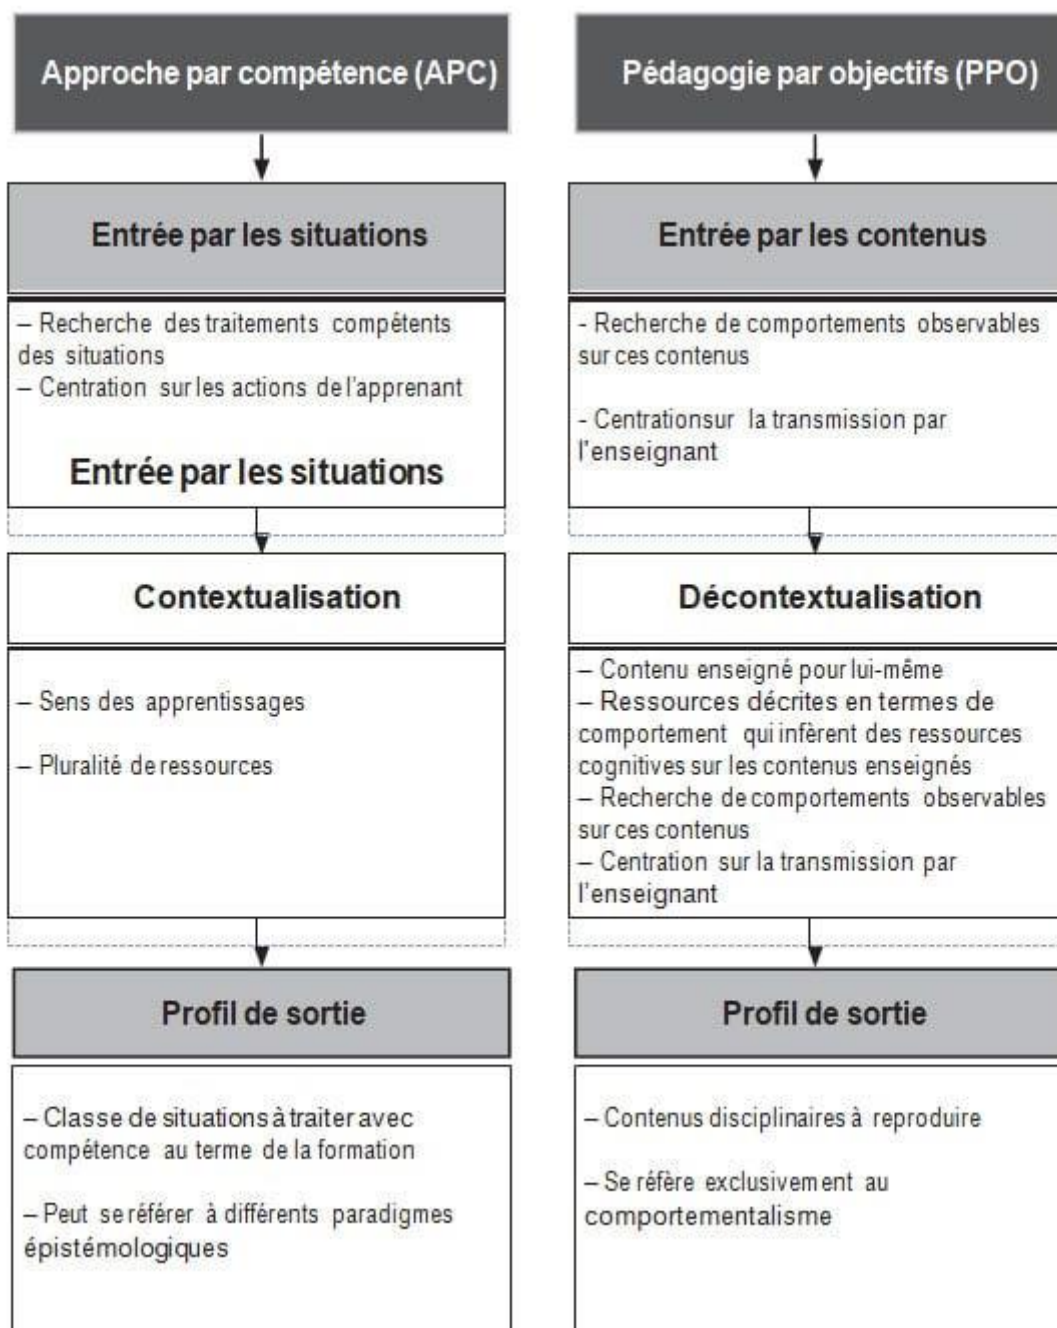 Approche par compétence (APC)
Entrée par les situations
– Recherche des traitements compétents
des situations
– Centration sur les actions de l'apprenant
Entrée par les situations
Contextualisation
– Sens des apprentissages
– Pluralité de ressources
Profil de sortie
– Classe de situations à traiter avec
compétence au terme de la formation
– Peut se référer à différents paradigmes
épistémologiques
Pédagogie par objectifs (PPO)
Entrée par les contenus
- Recherche de comportements observables
sur ces contenus
- Centrationsur la transmission par
l'enseignant
Décontextualisation
– Contenu enseigné pour lui-même
– Ressources décrites en termes de
comportement qui infèrent des ressources
cognitives sur les contenus enseignés
– Recherche de comportements observables
sur ces contenus
– Centration sur la transmission par
l'enseignant
Profil de sortie
– Contenus disciplinaires à reproduire
– Se réfère exclusivement au
comportementalisme